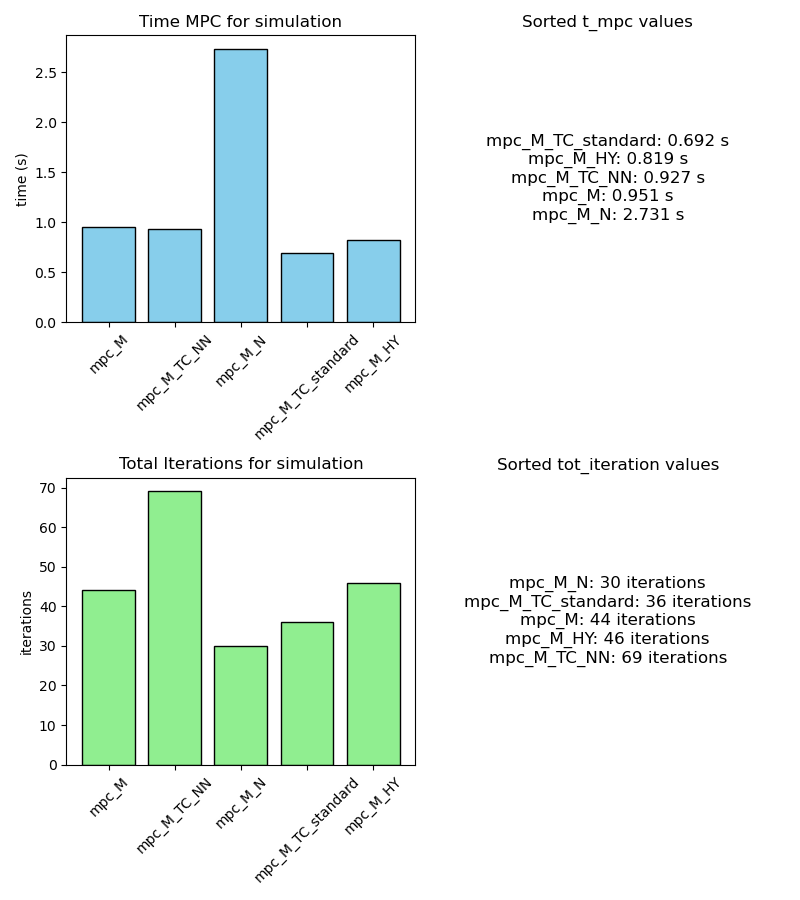 Time MPC for simulation
time (s)
2.5
2.0
1.5
1.0
0.5
0.0
mpc_M
mpc_M_TC_NN
mpc_M_N
mpc_M_TC_standard
mpc_M_HY
Sorted t_mpc values
mpc_M_TC_standard: 0.692 s
mpc_M_HY: 0.819 s
mpc_M_TC_NN: 0.927 s
mpc_M: 0.951 s
mpc_M_N: 2.731 s
Total Iterations for simulation
iterations
70
60
50
40
30
20
10
0
mpc_M
mpc_M_TC_NN
mpc_M_N
mpc_M_TC_standard
mpc_M_HY
Sorted tot_iteration values
mpc_M_N: 30 iterations
mpc_M_TC_standard: 36 iterations
mpc_M: 44 iterations
mpc_M_HY: 46 iterations
mpc_M_TC_NN: 69 iterations